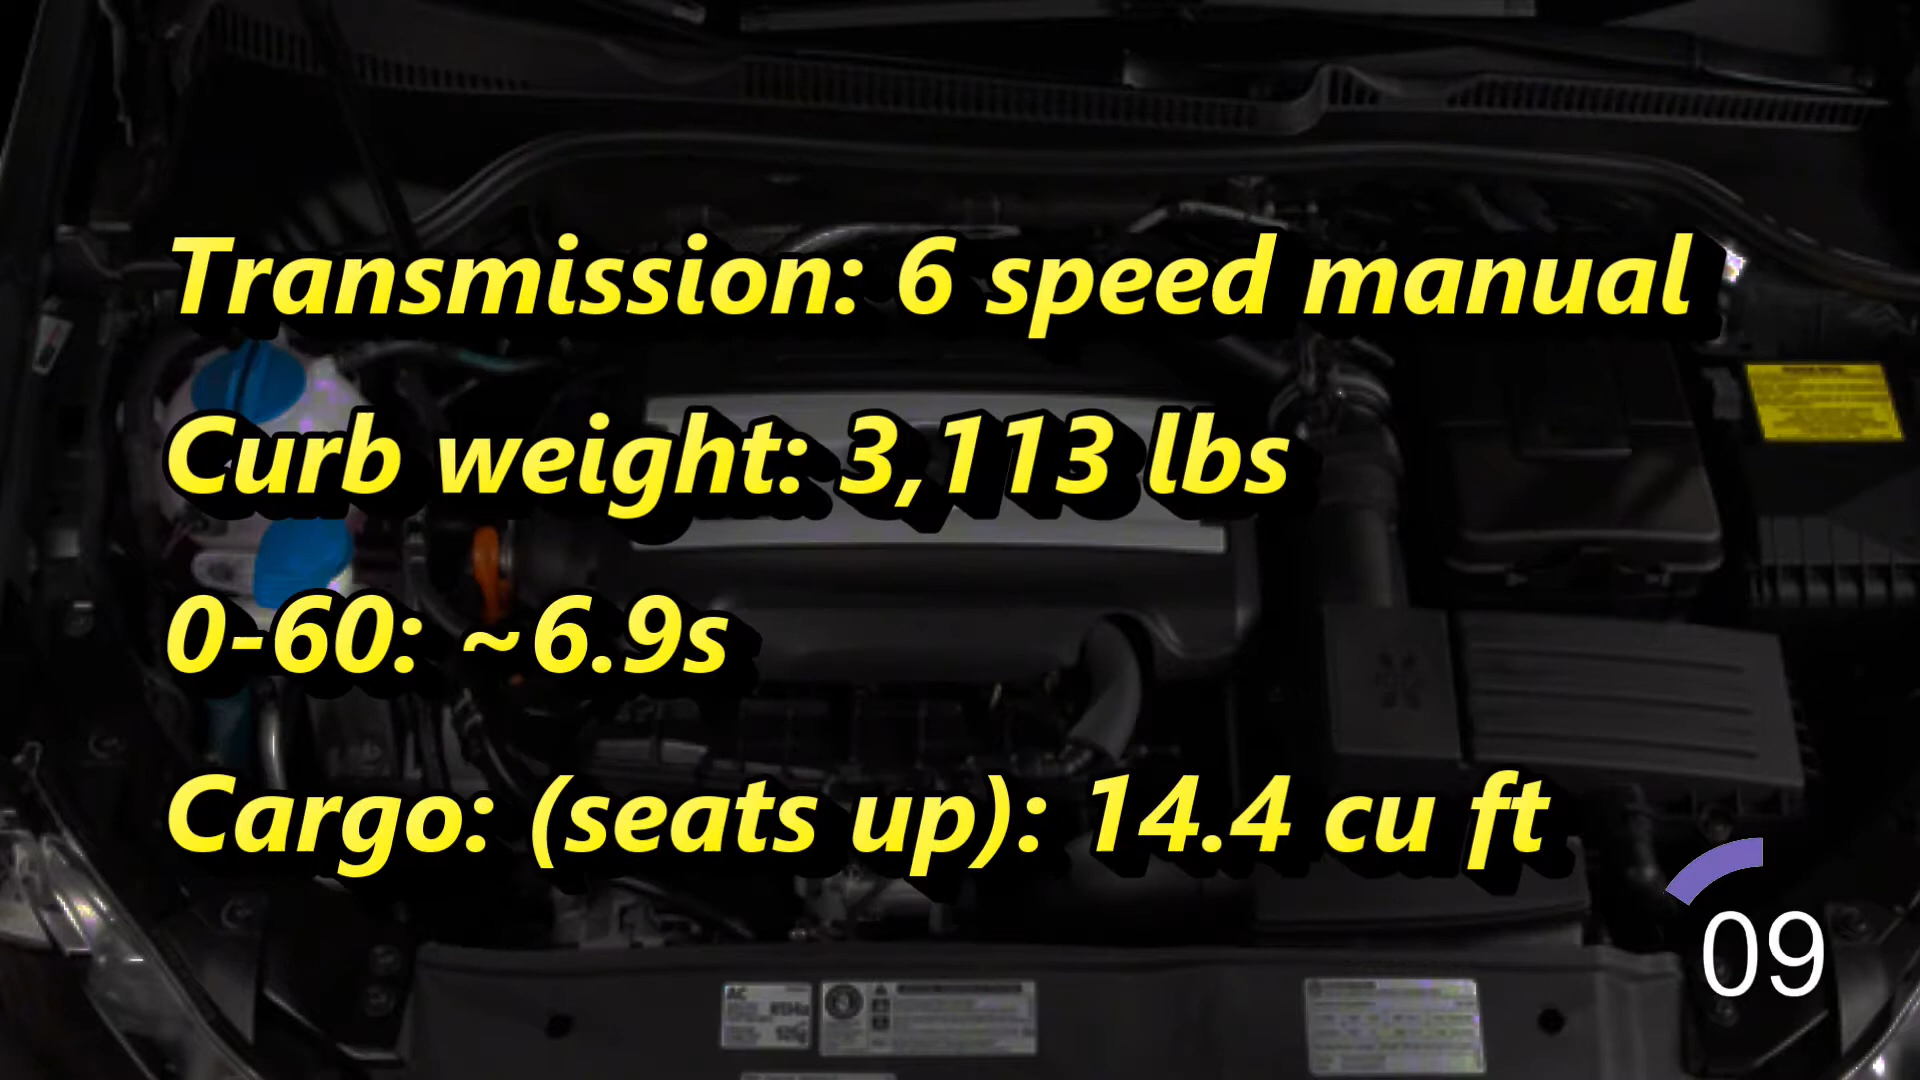 Transmission: 6 speed manual
Curb weight: 3,113 lbs
0-60: ~6.9s
Cargo: (seats up): 14.4 cu ft
09
AC